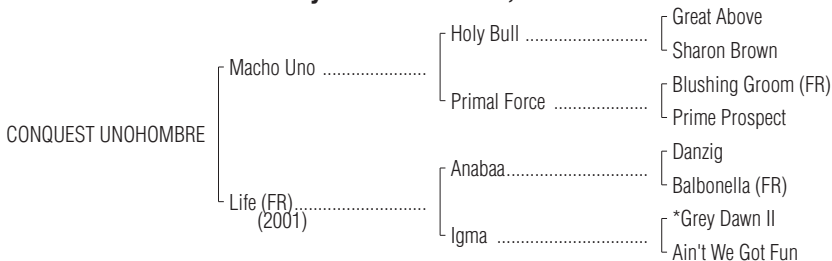 Great Above
Holy Bull ..........................
Sharon Brown
Macho Uno ......................
Blushing Groom (FR)
Primal Force ....................
Prime Prospect
CONQUEST UNOHOMBRE
Danzig
Anabaa..............................
Balbonella (FR)
Life (FR)............................
(2001)
*Grey Dawn II
Igma ................................
Ain't We Got Fun